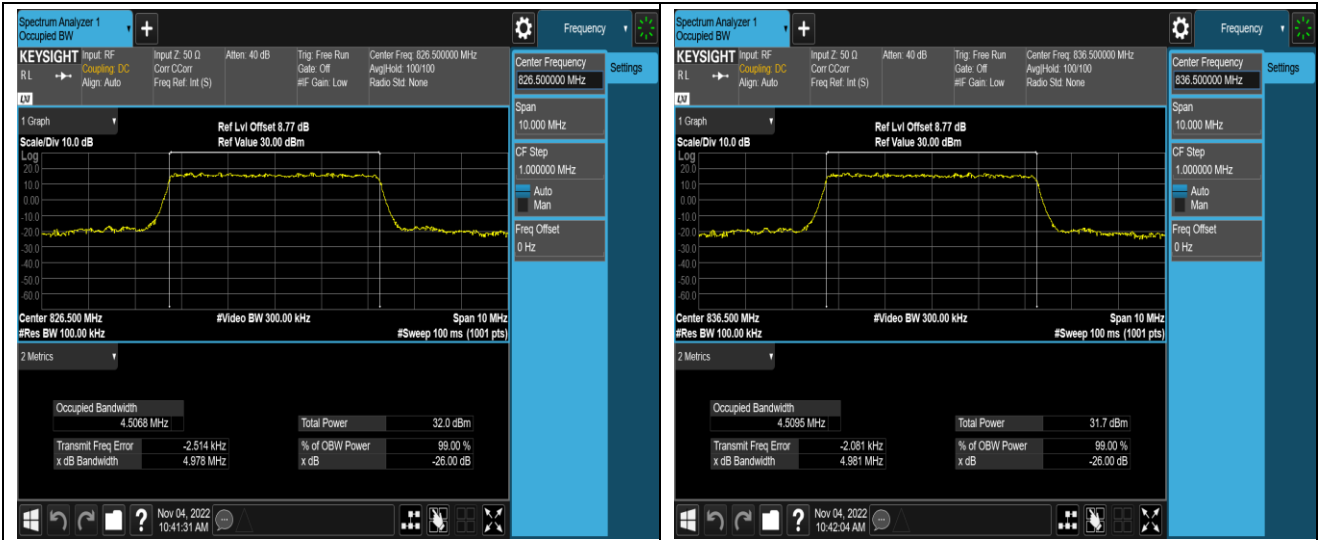 Spectrum Analyzer 1
Occupied BW
+
Frequency
KEYSIGHT
Input: RF
Input Z: 50 Ω
Atten: 40 dB
Trig: Free Run
Center Freq: 826.500000 MHz
R L
Coupling: DC
Corr CCorr
Gate: Off
Avg|Hold: 100/100
Align: Auto
Freq Ref: Int (S)
#IF Gain: Low
Radio Std: None
LXI
Center Frequency
826.500000 MHz
Settings
Span
10.000 MHz
CF Step
1.000000 MHz
Auto
Man
Freq Offset
0 Hz
1 Graph
Ref Lvl Offset 8.77 dB
Scale/Div 10.0 dB
Ref Value 30.00 dBm
Log
20.0
10.0
0.00
-10.0
-20.0
-30.0
-40.0
-50.0
-60.0
Center 826.500 MHz
#Video BW 300.00 kHz
Span 10 MHz
#Res BW 100.00 kHz
#Sweep 100 ms (1001 pts)
2 Metrics
Occupied Bandwidth
4.5068 MHz
Total Power
32.0 dBm
Transmit Freq Error
-2.514 kHz
% of OBW Power
99.00 %
x dB Bandwidth
4.978 MHz
x dB
-26.00 dB
?
Nov 04, 2022
10:41:31 AM
Spectrum Analyzer 1
Occupied BW
+
Frequency
KEYSIGHT
Input: RF
Input Z: 50 Ω
Atten: 40 dB
Trig: Free Run
Center Freq: 836.500000 MHz
R L
Coupling: DC
Corr CCorr
Gate: Off
Avg|Hold: 100/100
Align: Auto
Freq Ref: Int (S)
#IF Gain: Low
Radio Std: None
LXI
Center Frequency
836.500000 MHz
Settings
Span
10.000 MHz
CF Step
1.000000 MHz
Auto
Man
Freq Offset
0 Hz
1 Graph
Ref Lvl Offset 8.77 dB
Scale/Div 10.0 dB
Ref Value 30.00 dBm
Log
20.0
10.0
0.00
-10.0
-20.0
-30.0
-40.0
-50.0
-60.0
Center 836.500 MHz
#Video BW 300.00 kHz
Span 10 MHz
#Res BW 100.00 kHz
#Sweep 100 ms (1001 pts)
2 Metrics
Occupied Bandwidth
4.5095 MHz
Total Power
31.7 dBm
Transmit Freq Error
-2.081 kHz
% of OBW Power
99.00 %
x dB Bandwidth
4.981 MHz
x dB
-26.00 dB
?
Nov 04, 2022
10:42:04 AM